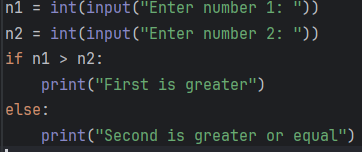 n1 = int(input("Enter number 1: "))
n2 = int(input("Enter number 2: "))
if n1 > n2:
    print("First is greater")
else:
    print("Second is greater or equal")